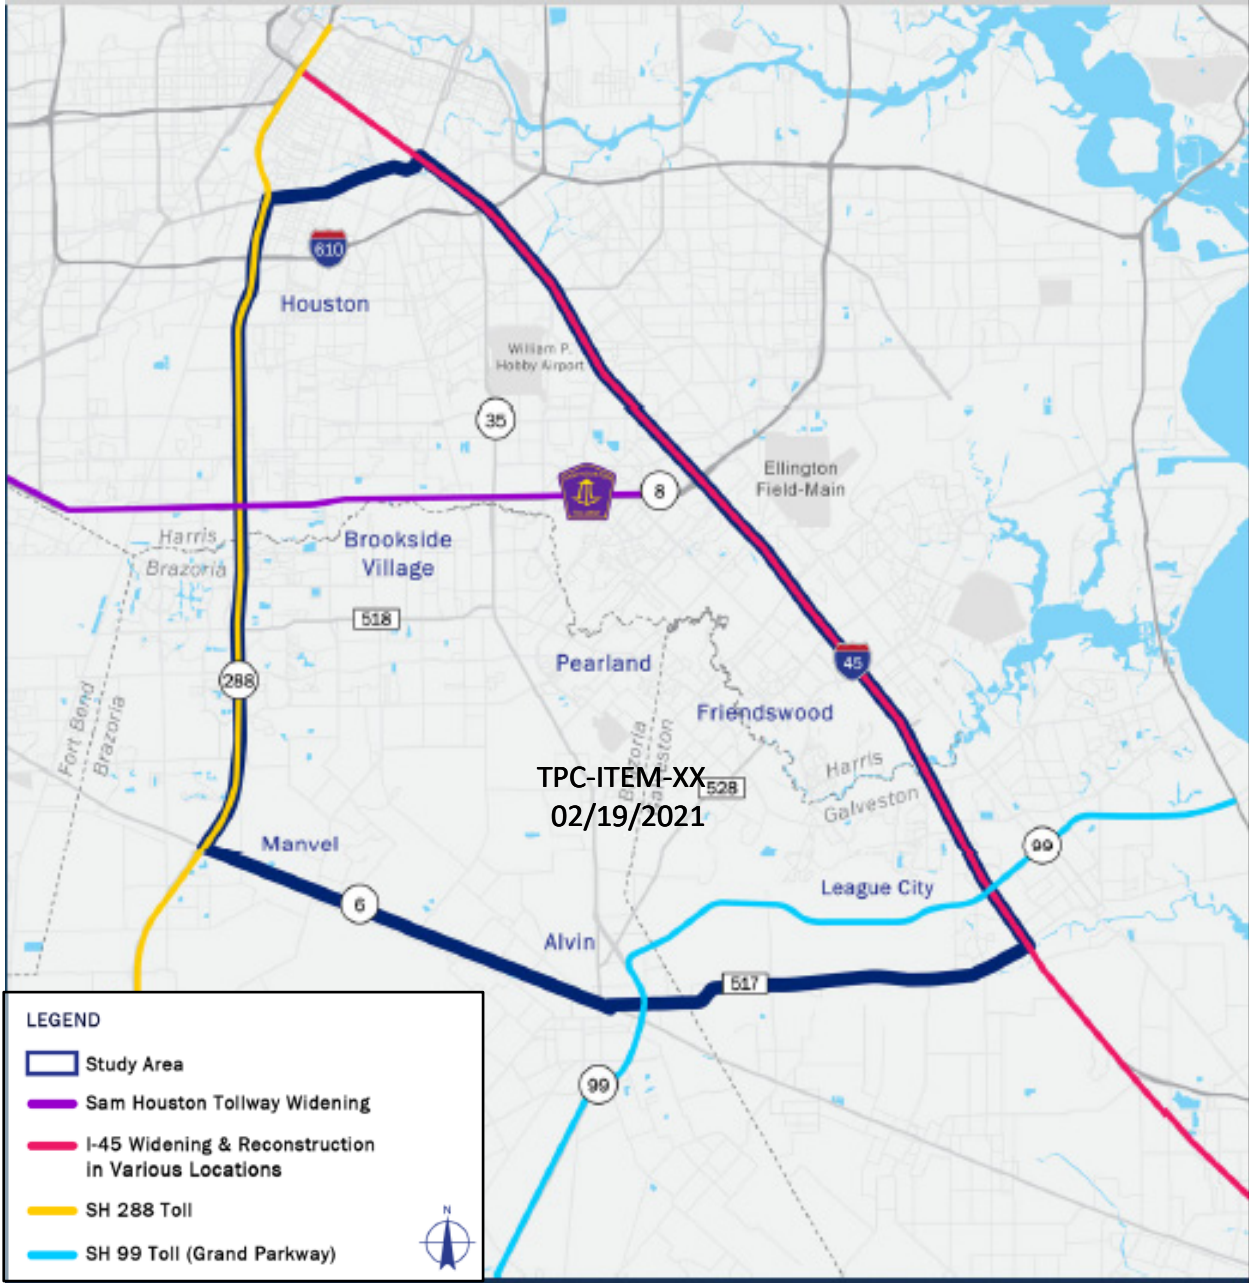 610
Houston
William P.
Hobby Airport
35
Ellington
Field-Main
8
Harris
Brazoria
Brookside
Village
518
Pearland
45
288
Friendswood
Fort Bend
Brazoria
Brazoria
Galveston
Harris
Galveston
TPC-ITEM-XX
02/19/2021
528
Manvel
99
6
League City
Alvin
517
99
LEGEND
Study Area
Sam Houston Tollway Widening
I-45 Widening & Reconstruction
in Various Locations
SH 288 Toll
SH 99 Toll (Grand Parkway)
N